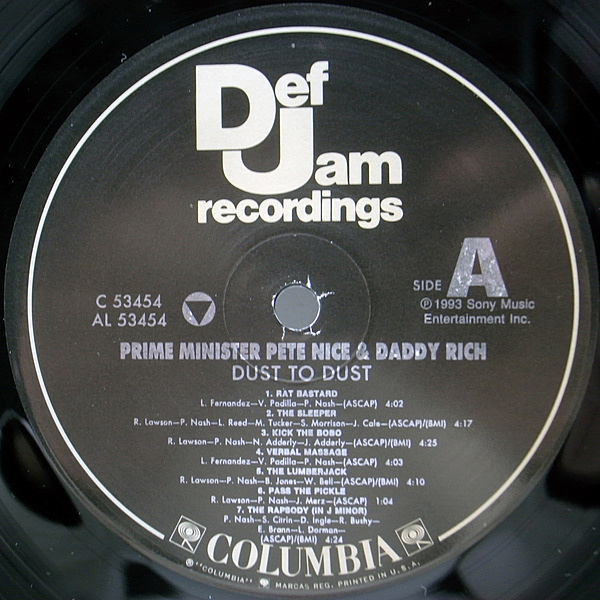 Def
Jam
recordings
C 53454
AL 53454
SIDE A
℗ 1993 Sony Music
Entertainment Inc.
PRIME MINISTER PETE NICE & DADDY RICH
DUST TO DUST
1. RAT BASTARD
L. Fernandez—V. Padilla—P. Nash—(ASCAP) 4:02
2. THE SLEEPER
R. Lawson—P. Nash—L. Reed—M. Tucker—S. Morrison—J. Cale—(ASCAP)/(BMI) 4:17
3. KICK THE BOBO
R. Lawson—P. Nash—N. Adderly—J. Adderly—(ASCAP)/(BMI) 4:25
4. VERBAL MASSAGE
L. Fernandez—V. Padilla—P. Nash—(ASCAP) 4:03
5. THE LUMBERJACK
R. Lawson—P. Nash—B. Jones—W. Bell—(ASCAP)/(BMI) 4:10
6. PASS THE PICKLE
R. Lawson—P. Nash—J. Merz—(ASCAP) 1:04
7. THE RAPSODY (IN J MINOR)
P. Nash—S. Citrin—D. Ingle—R. Bushy—
E. Brann—L. Dorman—
(ASCAP)/(BMI) 4:24
COLUMBIA
® "COLUMBIA" MARCAS REG. PRINTED IN U.S.A.